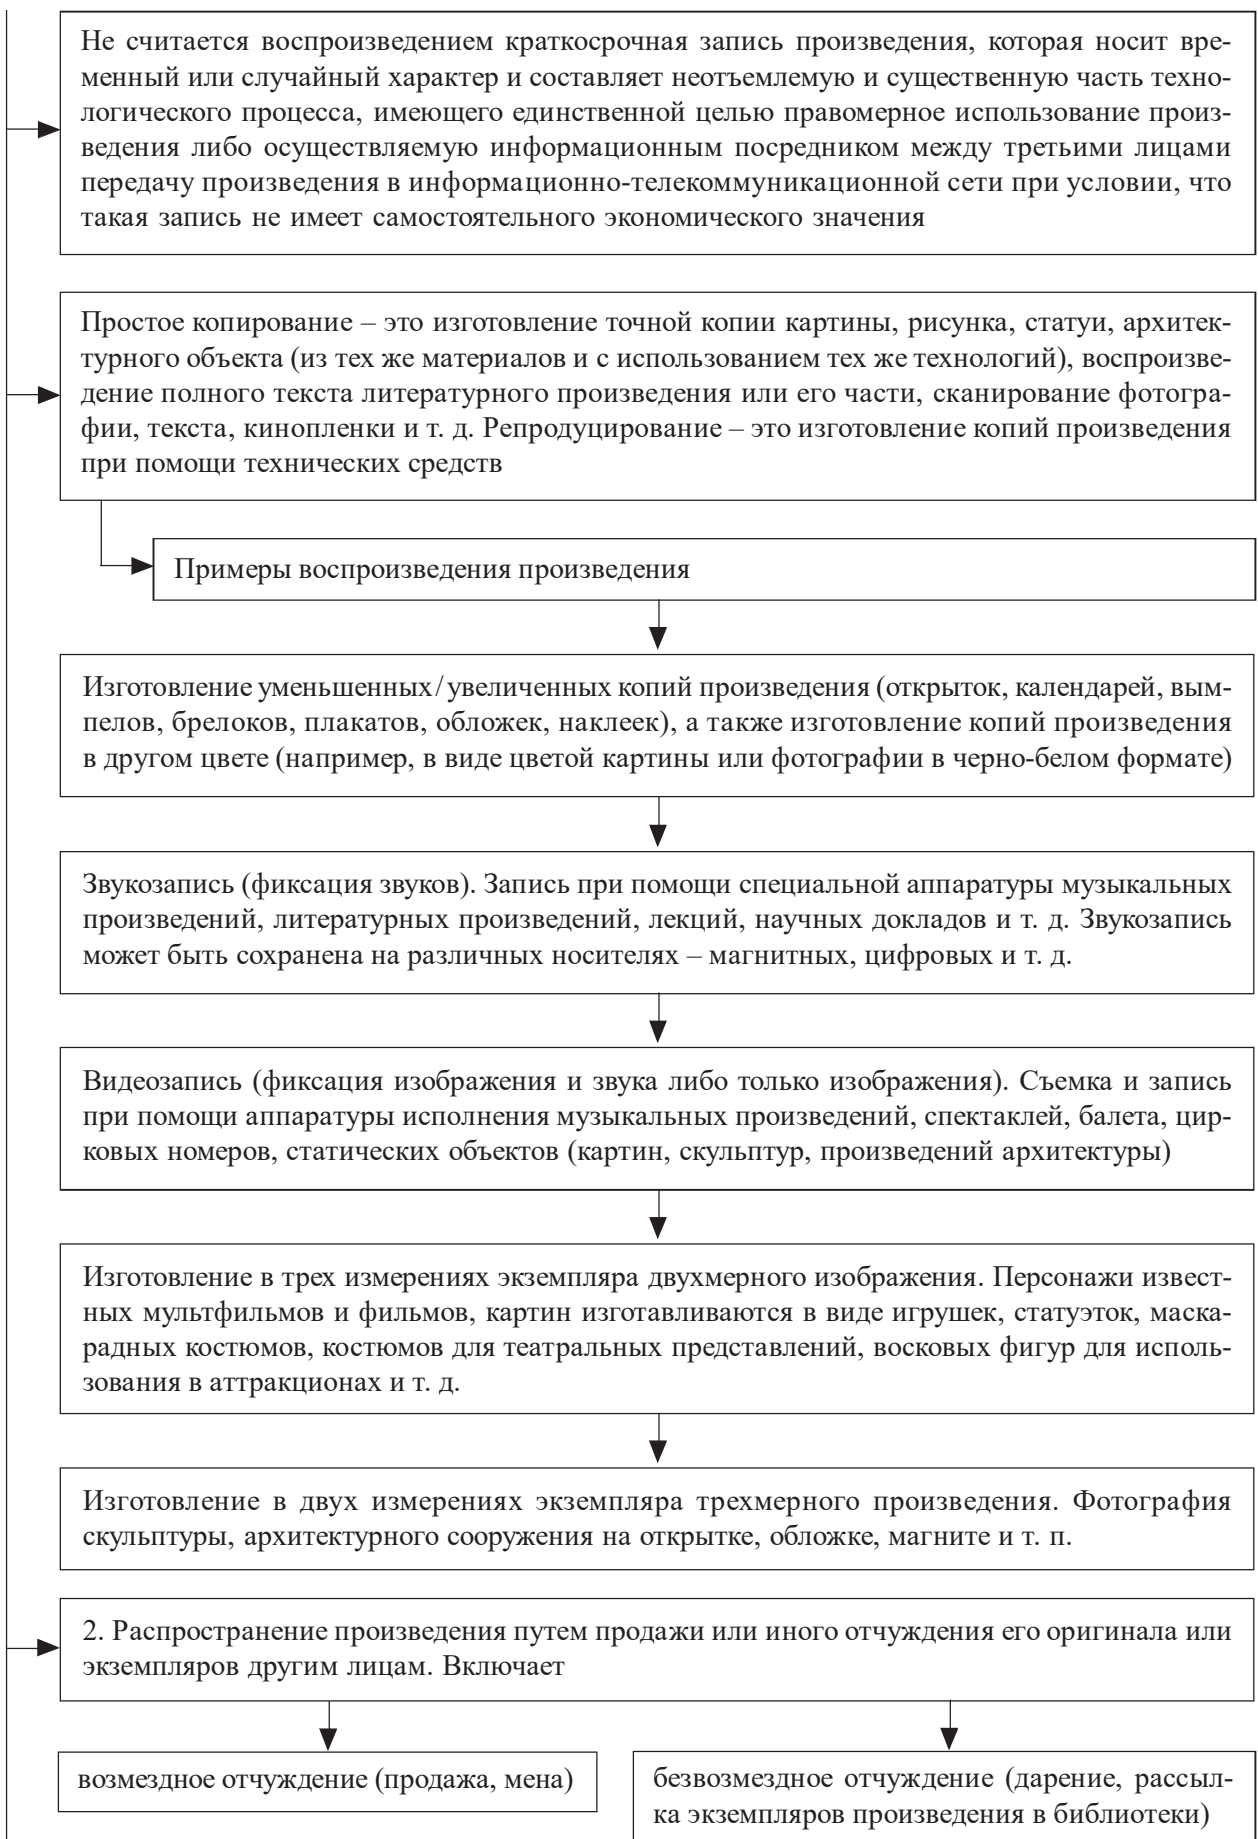 Не считается воспроизведением краткосрочная запись произведения, которая носит вре-
менный или случайный характер и составляет неотъемлемую и существенную часть техно-
логического процесса, имеющего единственной целью правомерное использование произ-
ведения либо осуществляемую информационным посредником между третьими лицами
передачу произведения в информационно-телекоммуникационной сети при условии, что
такая запись не имеет самостоятельного экономического значения
Простое копирование – это изготовление точной копии картины, рисунка, статуи, архитек-
турного объекта (из тех же материалов и с использованием тех же технологий), воспроизве-
дение полного текста литературного произведения или его части, сканирование фотогра-
фии, текста, кинопленки и т. д. Репродуцирование – это изготовление копий произведения
при помощи технических средств
Примеры воспроизведения произведения
Изготовление уменьшенных/увеличенных копий произведения (открыток, календарей, вым-
пелов, брелоков, плакатов, обложек, наклеек), а также изготовление копий произведения
в другом цвете (например, в виде цветой картины или фотографии в черно-белом формате)
Звукозапись (фиксация звуков). Запись при помощи специальной аппаратуры музыкальных
произведений, литературных произведений, лекций, научных докладов и т. д. Звукозапись
может быть сохранена на различных носителях – магнитных, цифровых и т. д.
Видеозапись (фиксация изображения и звука либо только изображения). Съемка и запись
при помощи аппаратуры исполнения музыкальных произведений, спектаклей, балета, цир-
ковых номеров, статических объектов (картин, скульптур, произведений архитектуры)
Изготовление в трех измерениях экземпляра двухмерного изображения. Персонажи извест-
ных мультфильмов и фильмов, картин изготавливаются в виде игрушек, статуэток, маска-
радных костюмов, костюмов для театральных представлений, восковых фигур для исполь-
зования в аттракционах и т. д.
Изготовление в двух измерениях экземпляра трехмерного произведения. Фотография
скульптуры, архитектурного сооружения на открытке, обложке, магните и т. п.
2. Распространение произведения путем продажи или иного отчуждения его оригинала или
экземпляров другим лицам. Включает
возмездное отчуждение (продажа, мена)
безвозмездное отчуждение (дарение, рассыл-
ка экземпляров произведения в библиотеки)